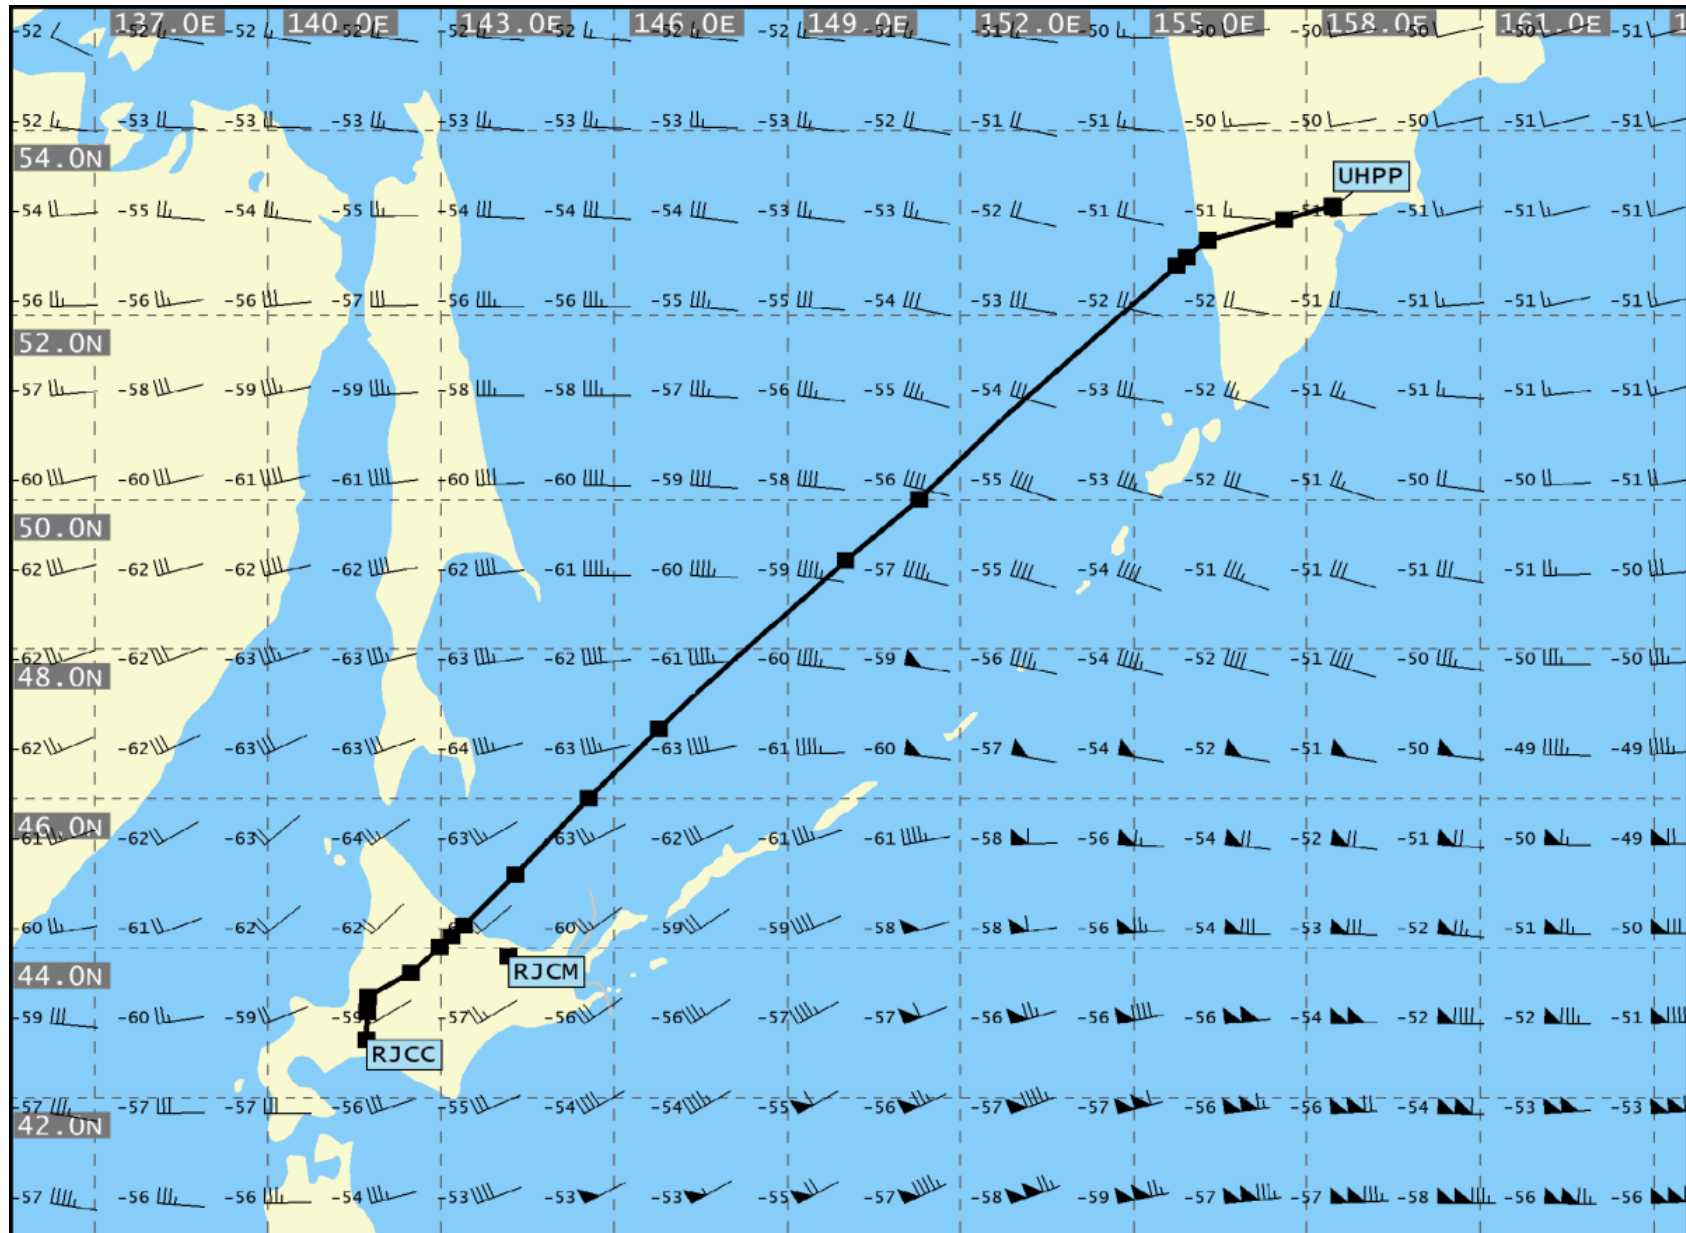 137.0E 140.0E 143.0E 146.0E 149.0E 152.0E 155.0E 158.0E 161.0E 1
-52 -52 -52 -52 -52 -52 -52 -52 -51 -51 -50 -50 -50 -50 -50 -51
-52 -53 -53 -53 -53 -53 -53 -53 -52 -51 -51 -50 -50 -50 -51 -51
54.0N
UHPP
-54 -55 -54 -55 -54 -54 -54 -53 -53 -52 -51 -51 -51 -51 -51 -51
-56 -56 -56 -57 -56 -56 -55 -55 -54 -53 -52 -52 -51 -51 -51 -51
52.0N
-57 -58 -59 -59 -58 -58 -57 -56 -55 -54 -53 -52 -51 -51 -51 -51
-60 -60 -61 -61 -60 -60 -59 -58 -56 -55 -53 -52 -51 -50 -50 -51
50.0N
-62 -62 -62 -62 -62 -61 -60 -59 -57 -55 -54 -51 -51 -51 -51 -50
-62 -62 -63 -63 -63 -62 -61 -60 -59 -56 -54 -52 -51 -50 -50 -50
48.0N
-62 -62 -63 -63 -64 -63 -63 -61 -60 -57 -54 -52 -51 -50 -49 -49
46.0N
-61 -62 -63 -64 -63 -63 -62 -61 -61 -58 -56 -54 -52 -51 -50 -49
-60 -61 -62 -62 -60 -59 -59 -58 -58 -56 -54 -53 -52 -51 -50
44.0N
RJCM
-59 -60 -59 -59 -57 -56 -56 -57 -57 -56 -56 -56 -54 -52 -52 -51
RJCC
-57 -57 -57 -56 -55 -54 -54 -55 -56 -57 -57 -56 -56 -54 -53 -53
42.0N
-57 -56 -56 -54 -53 -53 -53 -55 -57 -58 -59 -57 -57 -58 -56 -56